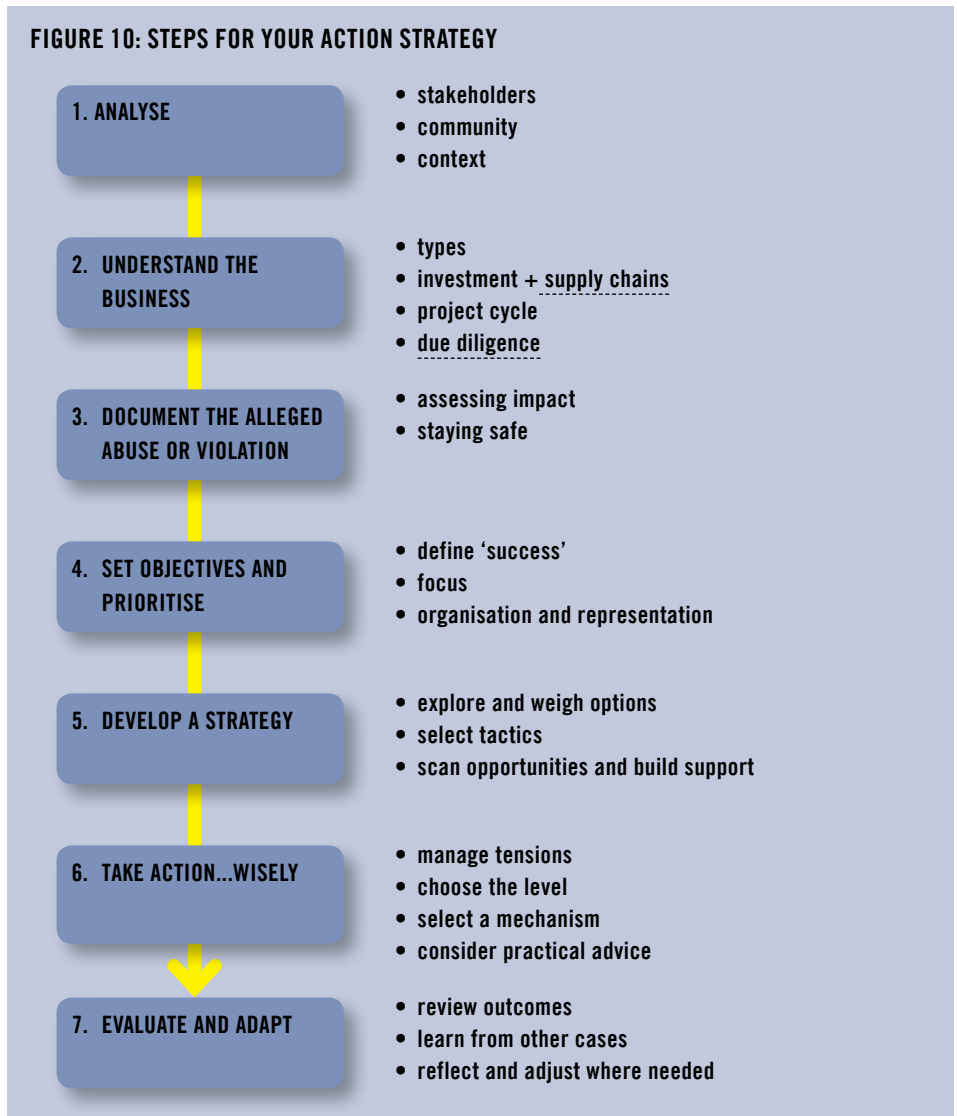 FIGURE 10: STEPS FOR YOUR ACTION STRATEGY
1. ANALYSE
• stakeholders
• community
• context
2. UNDERSTAND THE
BUSINESS
• types
• investment + supply chains
• project cycle
• due diligence
3. DOCUMENT THE ALLEGED
ABUSE OR VIOLATION
• assessing impact
• staying safe
4. SET OBJECTIVES AND
PRIORITISE
• define ‘success’
• focus
• organisation and representation
5. DEVELOP A STRATEGY
• explore and weigh options
• select tactics
• scan opportunities and build support
6. TAKE ACTION...WISELY
• manage tensions
• choose the level
• select a mechanism
• consider practical advice
7. EVALUATE AND ADAPT
• review outcomes
• learn from other cases
• reflect and adjust where needed